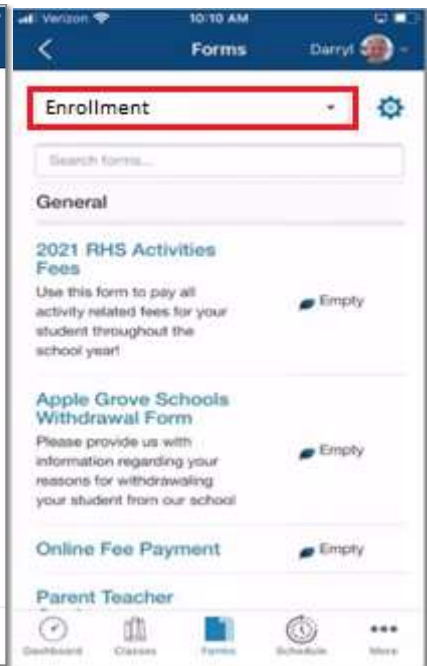 Verizon
10:10 AM
Forms
Darryl
Enrollment
Search forms...
General
2021 RHS Activities
Fees
Use this form to pay all
activity related fees for your
student throughout the
school year!
Empty
Apple Grove Schools
Withdrawal Form
Please provide us with
information regarding your
reasons for withdrawaling
your student from our school
Empty
Online Fee Payment
Empty
Parent Teacher
Dashboard
Classes
Forms
Schedule
More